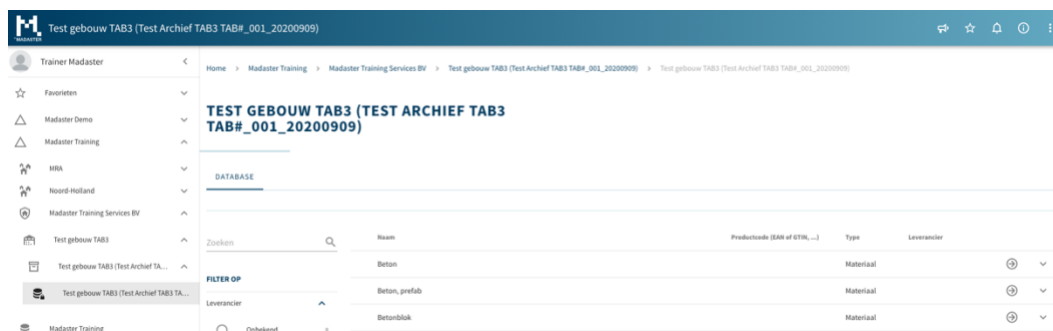 MADASTER
Test gebouw TAB3 (Test Archief TAB3 TAB#_001_20200909)
Trainer Madaster
Favorieten
Madaster Demo
Madaster Training
MRA
Noord-Holland
Madaster Training Services BV
Test gebouw TAB3
Test gebouw TAB3 (Test Archief TA...
Test gebouw TAB3 (Test Archief TAB3 TA...
Madaster Training
Home > Madaster Training > Madaster Training Services BV > Test gebouw TAB3 (Test Archief TAB3 TAB#_001_20200909) > Test gebouw TAB3 (Test Archief TAB3 TAB#_001_20200909)
TEST GEBOUW TAB3 (TEST ARCHIEF TAB3
TAB#_001_20200909)
DATABASE
Zoeken
FILTER OP
Leverancier
Onbekend
Naam Productcode (EAN of GTIN, ...) Type Leverancier
Beton Materiaal
Beton, prefab Materiaal
Betonblok Materiaal